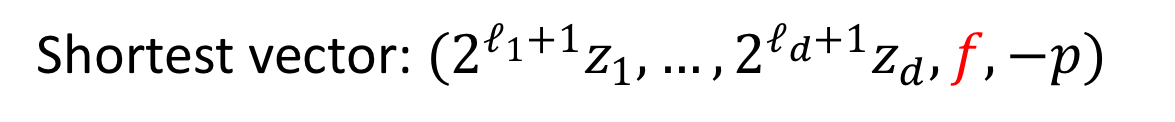 Shortest vector: (2^{ℓ_1+1}z_1, …, 2^{ℓ_d+1}z_d, f, −p)